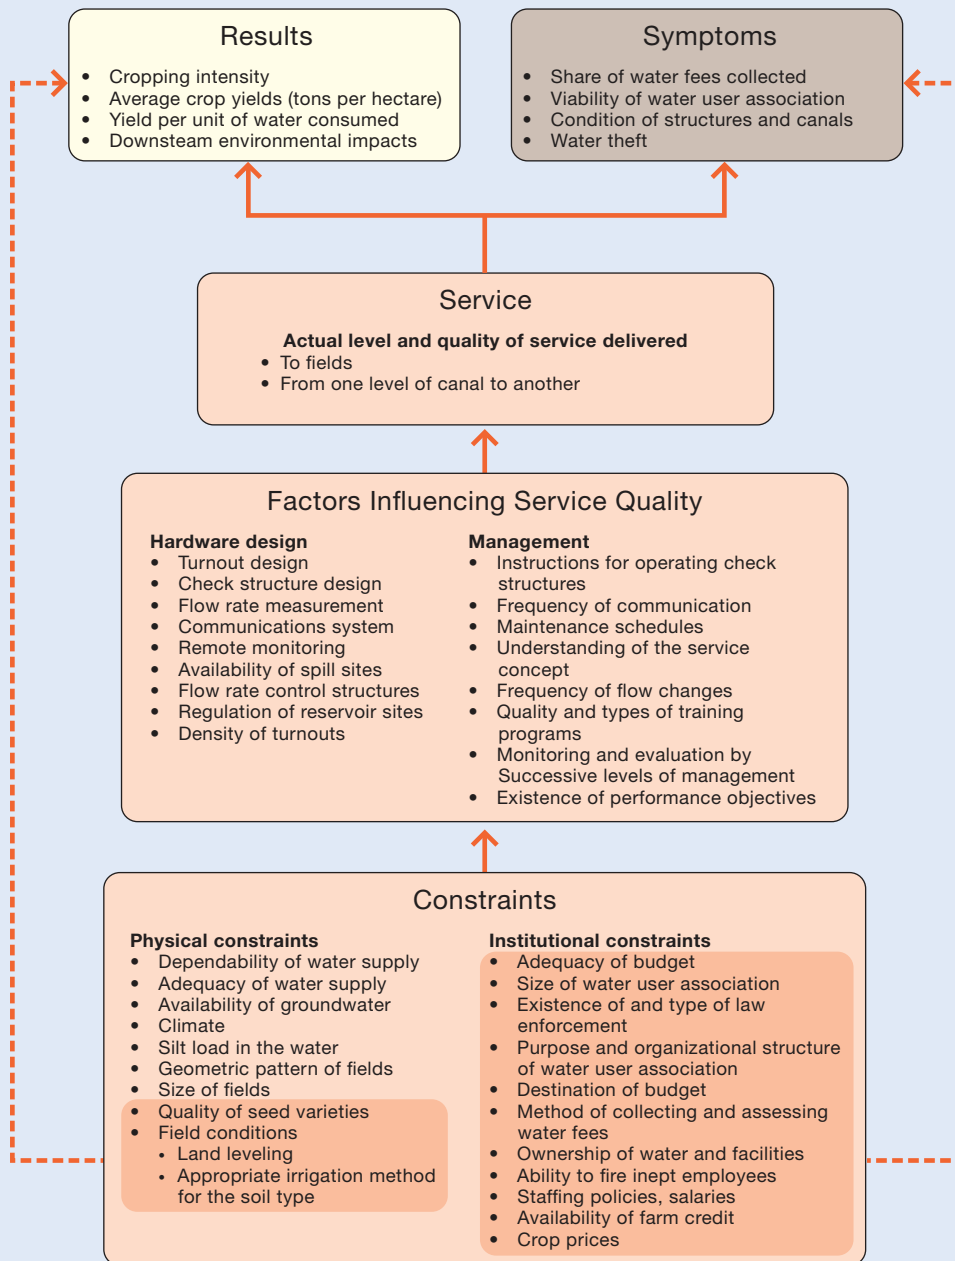 Results
• Cropping intensity
• Average crop yields (tons per hectare)
• Yield per unit of water consumed
• Downsteam environmental impacts
Symptoms
• Share of water fees collected
• Viability of water user association
• Condition of structures and canals
• Water theft
Service
Actual level and quality of service delivered
• To fields
• From one level of canal to another
Factors Influencing Service Quality
Hardware design
• Turnout design
• Check structure design
• Flow rate measurement
• Communications system
• Remote monitoring
• Availability of spill sites
• Flow rate control structures
• Regulation of reservoir sites
• Density of turnouts
Management
• Instructions for operating check
structures
• Frequency of communication
• Maintenance schedules
• Understanding of the service
concept
• Frequency of flow changes
• Quality and types of training
programs
• Monitoring and evaluation by
Successive levels of management
• Existence of performance objectives
Constraints
Physical constraints
• Dependability of water supply
• Adequacy of water supply
• Availability of groundwater
• Climate
• Silt load in the water
• Geometric pattern of fields
• Size of fields
• Quality of seed varieties
• Field conditions
• Land leveling
• Appropriate irrigation method
for the soil type
Institutional constraints
• Adequacy of budget
• Size of water user association
• Existence of and type of law
enforcement
• Purpose and organizational structure
of water user association
• Destination of budget
• Method of collecting and assessing
water fees
• Ownership of water and facilities
• Ability to fire inept employees
• Staffing policies, salaries
• Availability of farm credit
• Crop prices